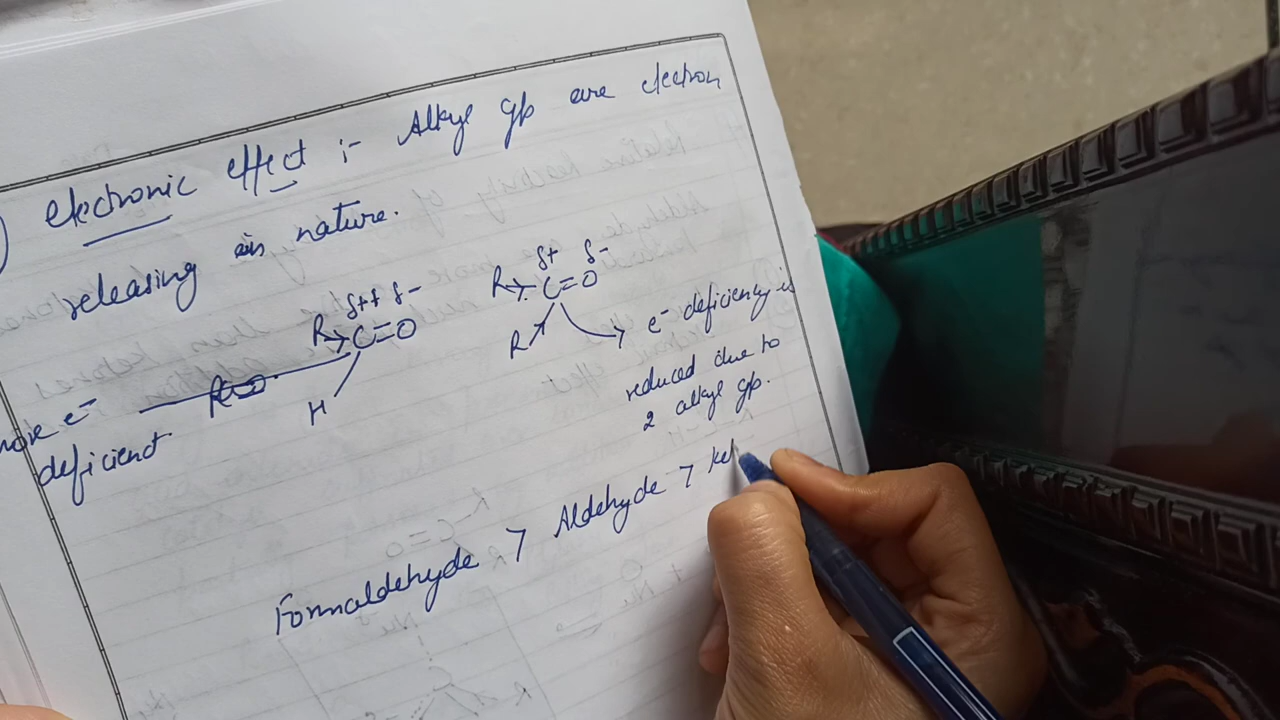 Electronic effect :- Alkyl gp are electron
releasing in nature.
R→C=O
δ++ δ-
H
R→C=O
δ+ δ-
R
more e-
deficient
→ e- deficiency is
reduced due to
2 alkyl gp.
Formaldehyde > Aldehyde > ket